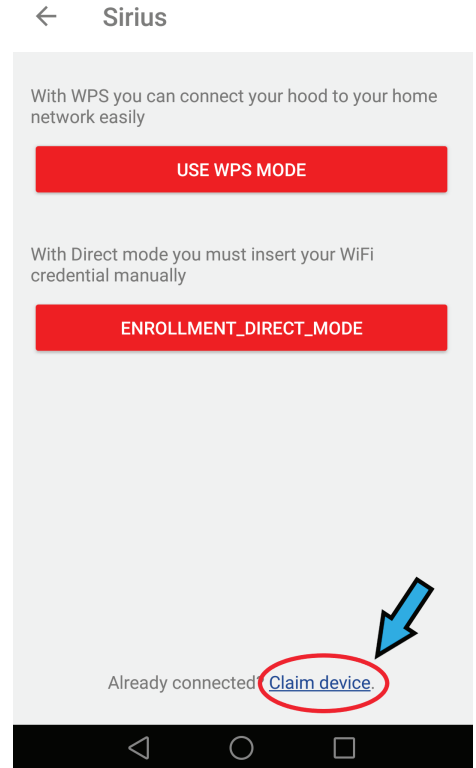 Sirius
With WPS you can connect your hood to your home
network easily
USE WPS MODE
With Direct mode you must insert your WiFi
credential manually
ENROLLMENT_DIRECT_MODE
Already connected? Claim device.